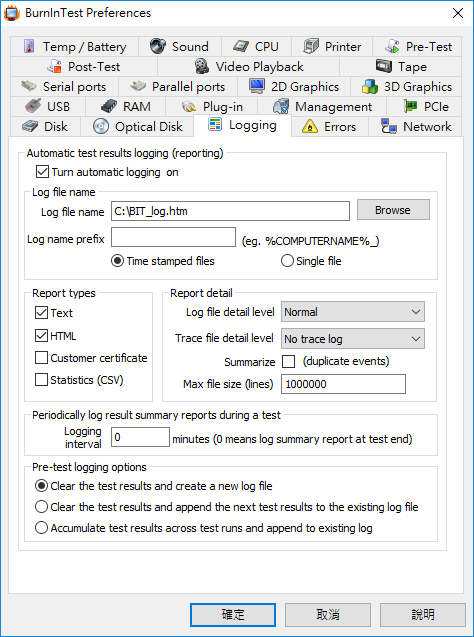 BurnInTest Preferences
Temp / Battery Sound CPU Printer Pre-Test
Post-Test Video Playback Tape
Serial ports Parallel ports 2D Graphics 3D Graphics
USB RAM Plug-in Management PCIe
Disk Optical Disk Logging Errors Network
Automatic test results logging (reporting)
Turn automatic logging on
Log file name
Log file name C:\BIT_log.htm Browse
Log name prefix (eg. %COMPUTERNAME%_)
Time stamped files Single file
Report types
Text
HTML
Customer certificate
Statistics (CSV)
Report detail
Log file detail level Normal
Trace file detail level No trace log
Summarize (duplicate events)
Max file size (lines) 1000000
Periodically log result summary reports during a test
Logging
interval 0 minutes (0 means log summary report at test end)
Pre-test logging options
Clear the test results and create a new log file
Clear the test results and append the next test results to the existing log file
Accumulate test results across test runs and append to existing log
確定 取消 說明